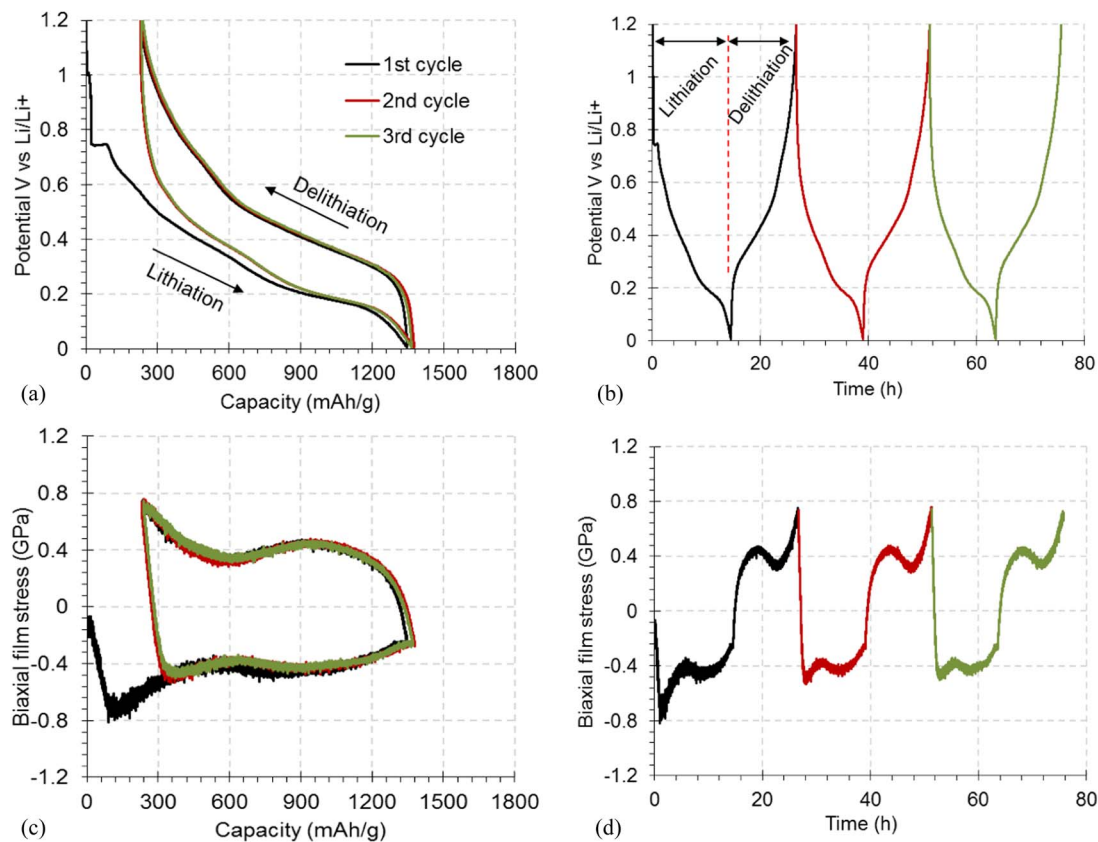 1.2
1
0.8
0.6
0.4
0.2
0
Potential V vs Li/Li+
1st cycle
2nd cycle
3rd cycle
Delithiation
Lithiation
0 300 600 900 1200 1500 1800
Capacity (mAh/g)
(a)
1.2
1
0.8
0.6
0.4
0.2
0
Potential V vs Li/Li+
Lithiation
Delithiation
0 20 40 60 80
Time (h)
(b)
1.2
0.8
0.4
0
-0.4
-0.8
-1.2
Biaxial film stress (GPa)
0 300 600 900 1200 1500 1800
Capacity (mAh/g)
(c)
1.2
0.8
0.4
0
-0.4
-0.8
-1.2
Biaxial film stress (GPa)
0 20 40 60 80
Time (h)
(d)